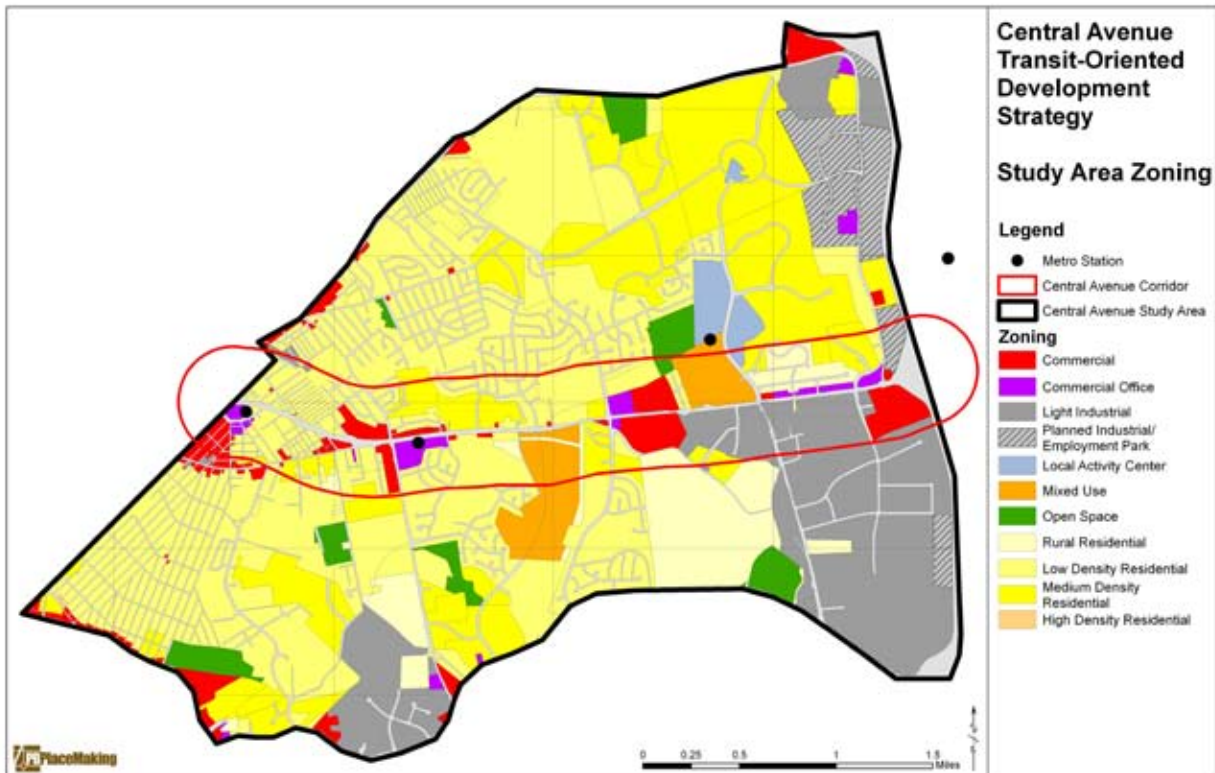 Central Avenue
Transit-Oriented
Development
Strategy
Study Area Zoning
Legend
Metro Station
Central Avenue Corridor
Central Avenue Study Area
Zoning
Commercial
Commercial Office
Light Industrial
Planned Industrial/
Employment Park
Local Activity Center
Mixed Use
Open Space
Rural Residential
Low Density Residential
Medium Density
Residential
High Density Residential
PlaceMaking
0 0.25 0.5 1 1.5
Miles